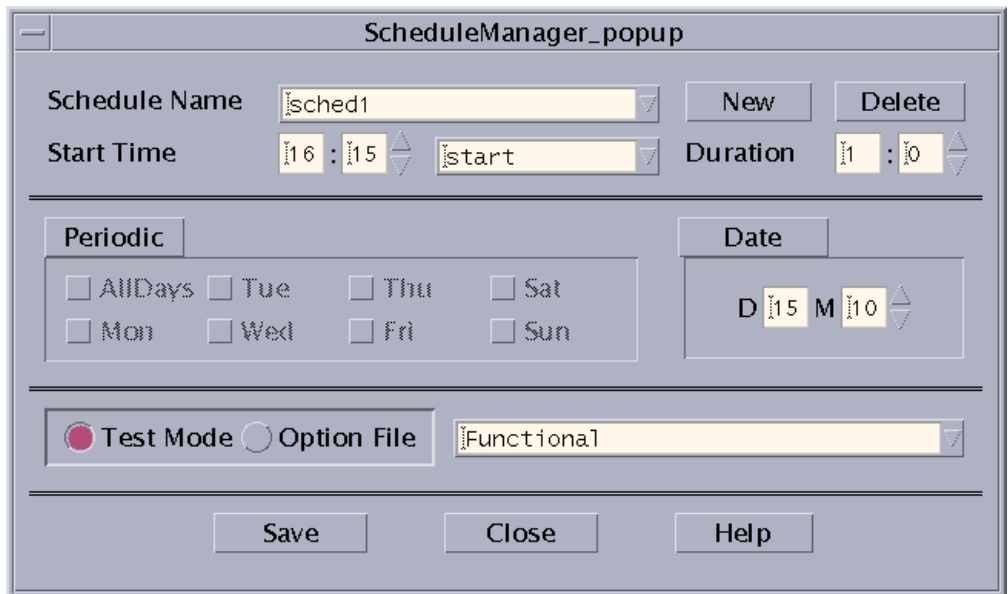 ScheduleManager_popup
Schedule Name sched1 New Delete
Start Time 16 : 15 start Duration 1 : 0
Periodic Date
AllDays Tue Thu Sat
D 15 M 10
Mon Wed Fri Sun
Test Mode Option File Functional
Save Close Help